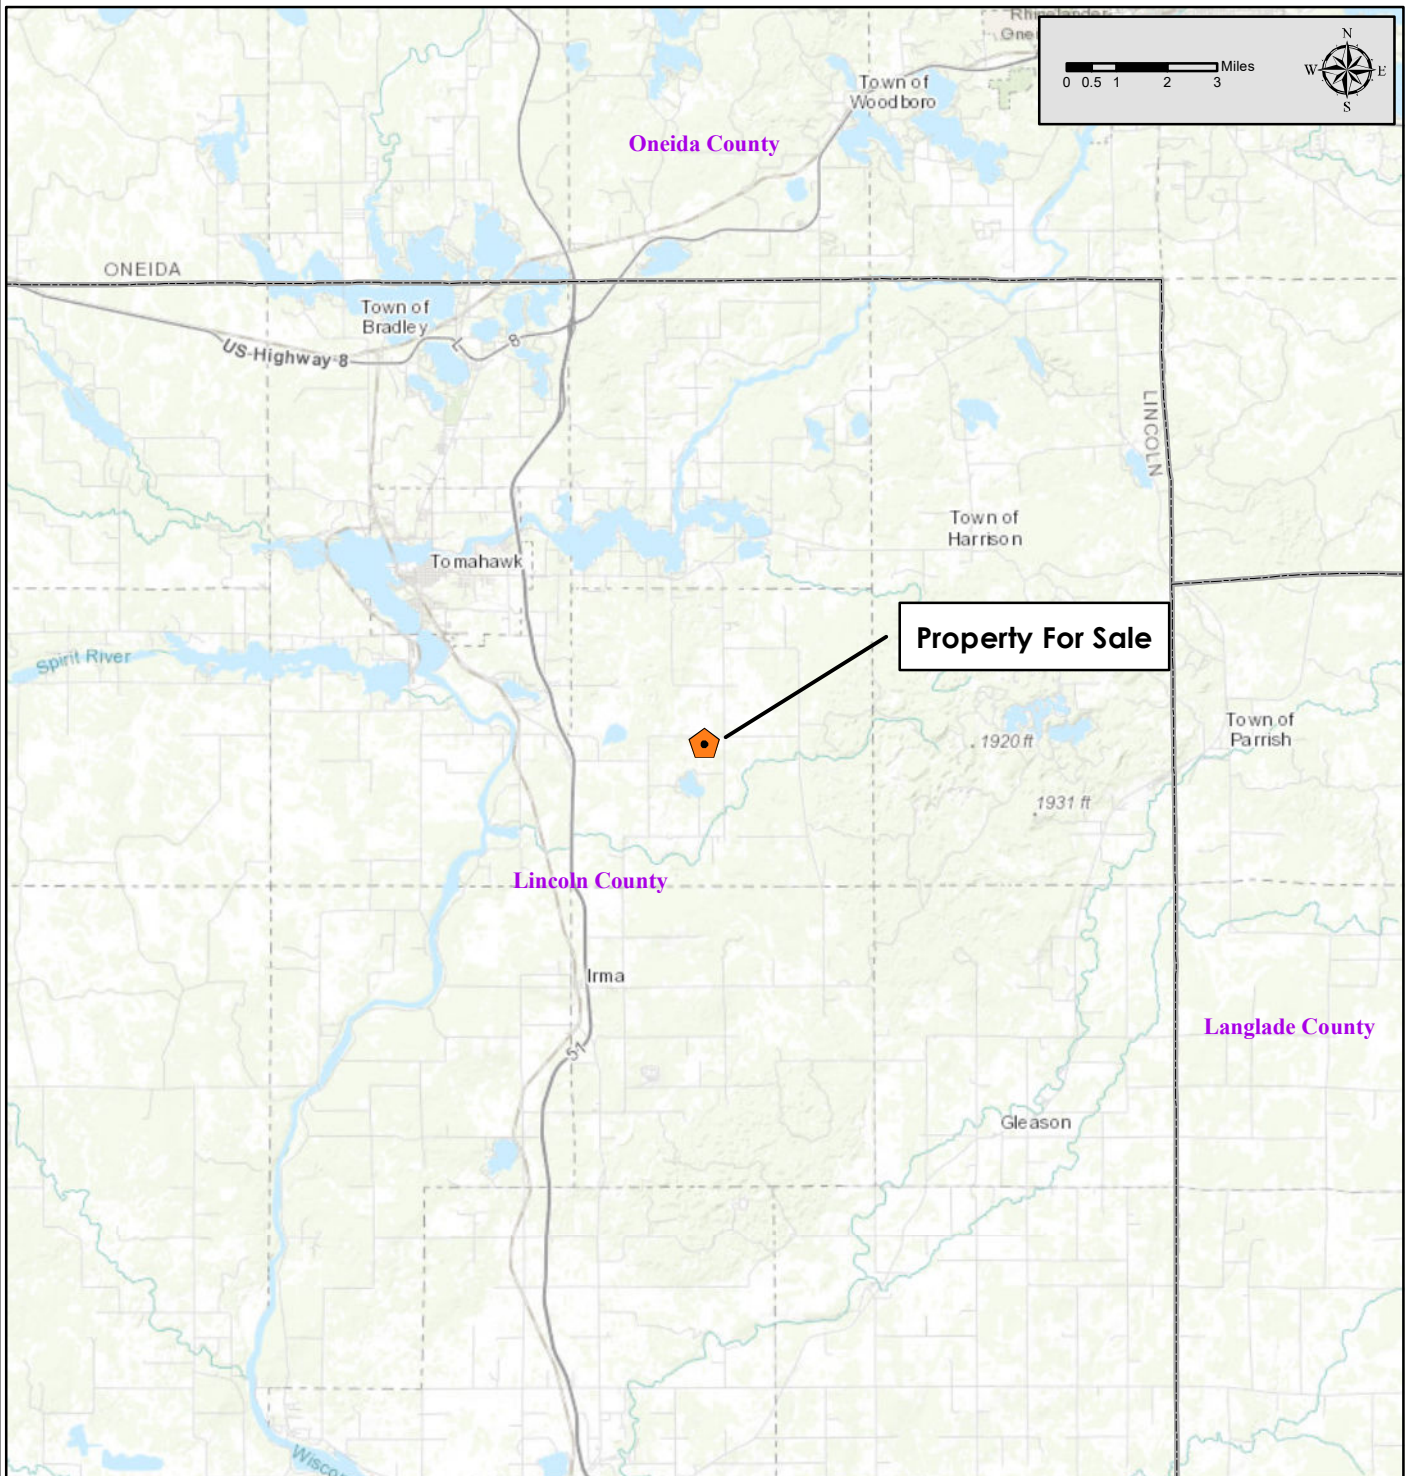 Rhinelander
N
Miles
W E
0 0.5 1 2 3
S
Town of
Woodboro
Oneida County
ONEIDA
Town of
Bradley
US Highway 8
8
LINCOLN
Town of
Harrison
Tomahawk
Property For Sale
Spirit River
Town of
Parrish
1920 ft
1931 ft
Lincoln County
Irma
Langlade County
51
Gleason